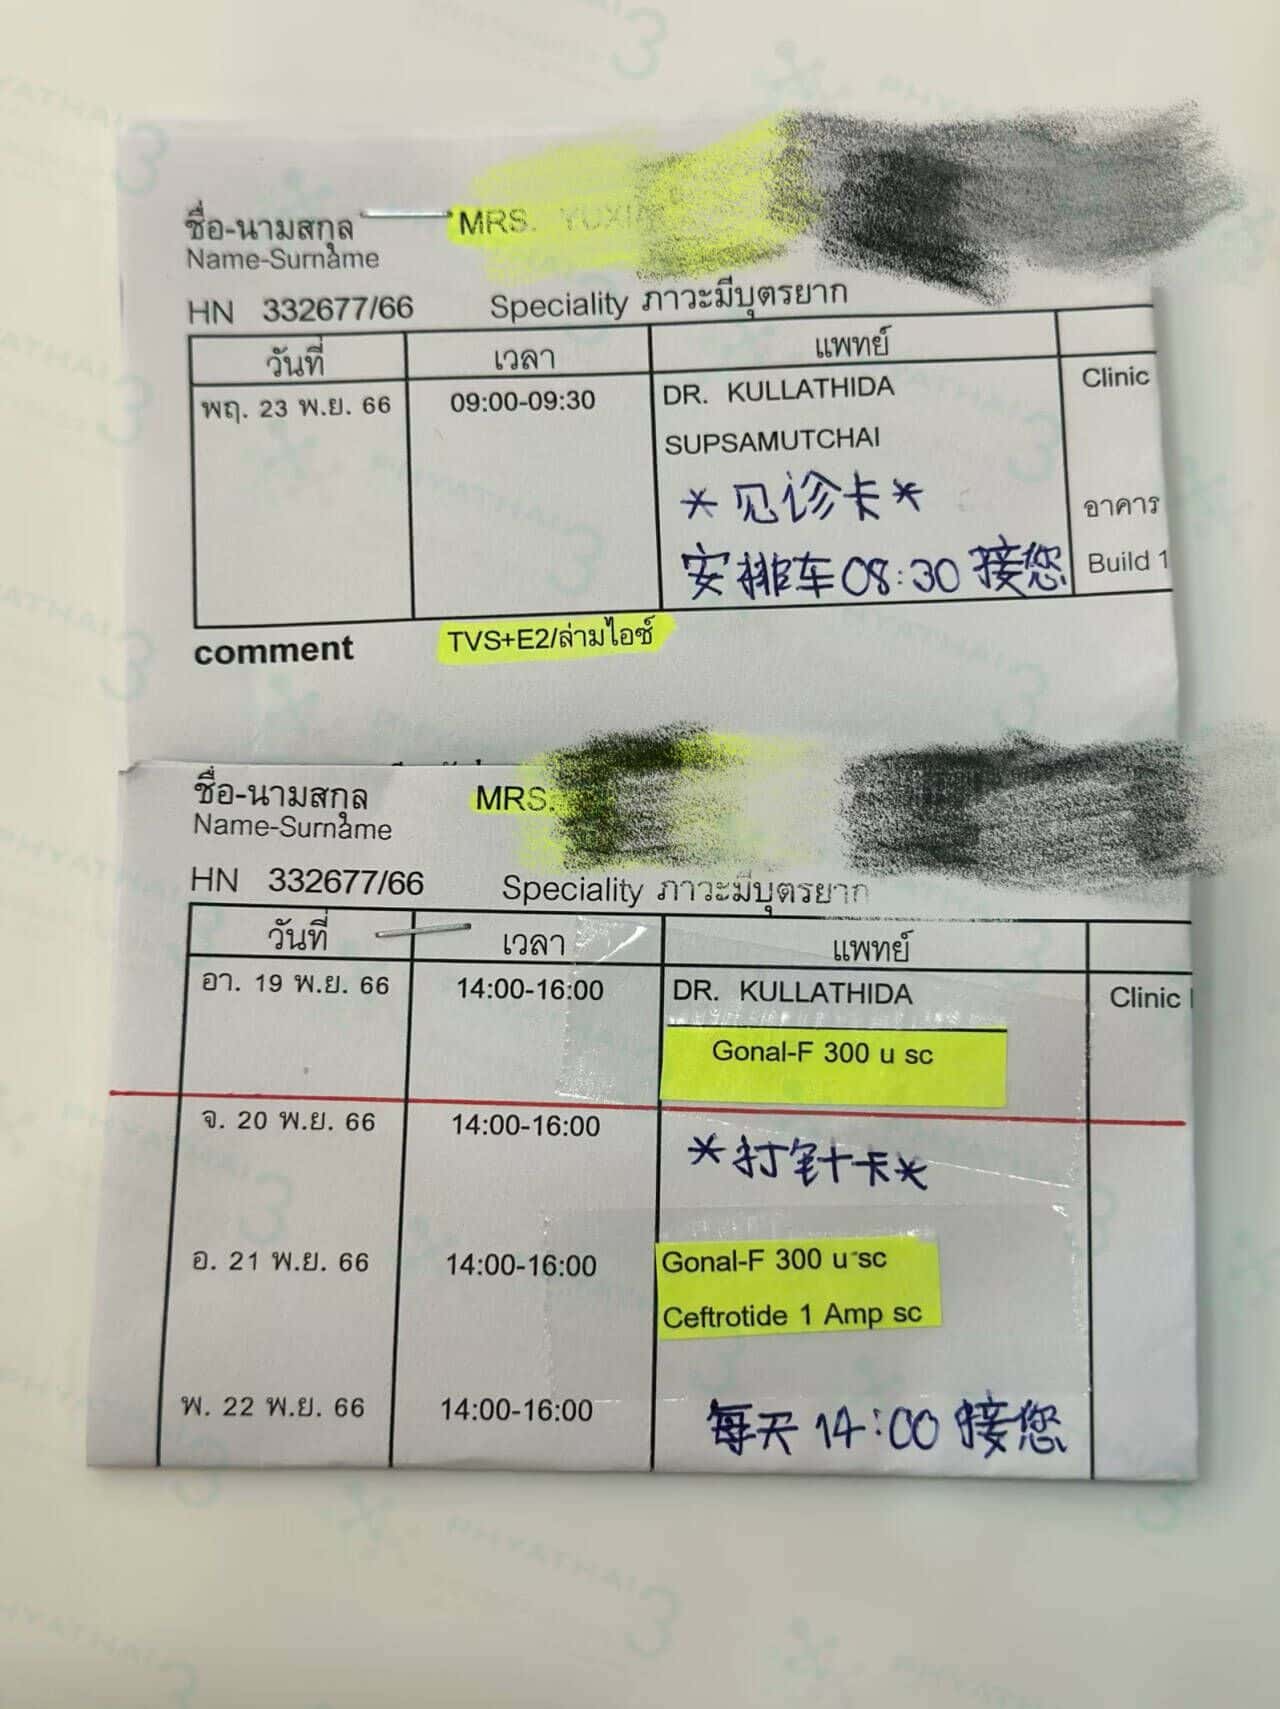 ชื่อ-นามสกุล MRS. YUXI
Name-Surname
HN 332677/66 Speciality ภาวะมีบุตรยาก
วันที่ เวลา แพทย์
พฤ. 23 พ.ย. 66 09:00-09:30 DR. KULLATHIDA Clinic
SUPSAMUTCHAI
*见诊卡* อาคาร
安排车08:30接您 Build 1
comment TVS+E2/ล่ามไอซ์
ชื่อ-นามสกุล MRS.
Name-Surname
HN 332677/66 Speciality ภาวะมีบุตรยาก
วันที่ เวลา แพทย์
อา. 19 พ.ย. 66 14:00-16:00 DR. KULLATHIDA Clinic
Gonal-F 300 u sc
จ. 20 พ.ย. 66 14:00-16:00
*打针卡*
อ. 21 พ.ย. 66 14:00-16:00 Gonal-F 300 u sc
Ceftrotide 1 Amp sc
พ. 22 พ.ย. 66 14:00-16:00 每天14:00接您